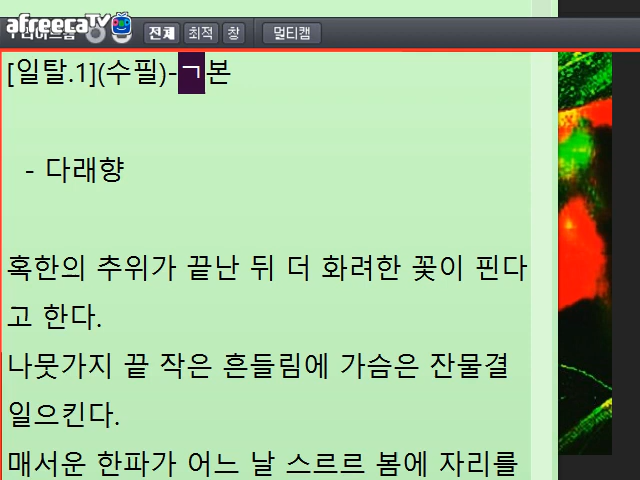 afreecaTV
전체 최적 창 멀티캠
[일탈.1](수필)-ㄱ본
- 다래향
혹한의 추위가 끝난 뒤 더 화려한 꽃이 핀다
고 한다.
나뭇가지 끝 작은 흔들림에 가슴은 잔물결
일으킨다.
매서운 한파가 어느 날 스르르 봄에 자리를